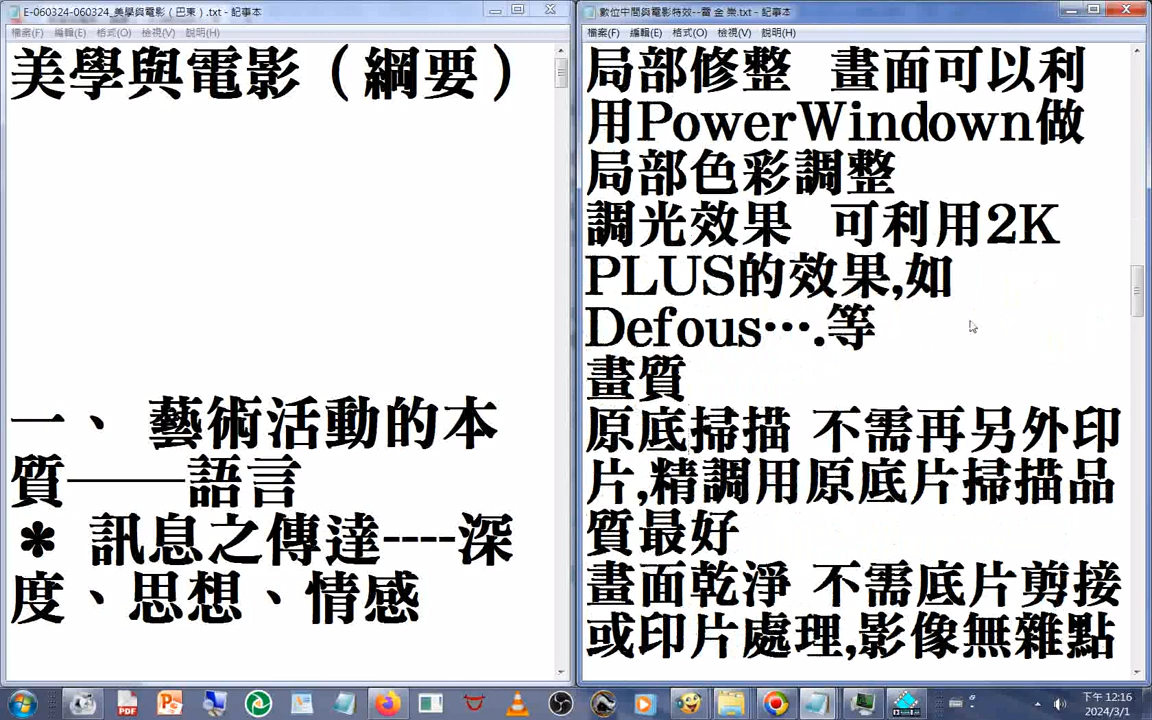 E-060324-060324_美學與電影（巴東）.txt - 記事本
檔案(F) 編輯(E) 格式(O) 檢視(V) 說明(H)
美學與電影（綱要）
一、 藝術活動的本
質───語言
＊ 訊息之傳達----深
度、思想、情感
數位中間與電影特效--雷 金 崇.txt - 記事本
檔案(F) 編輯(E) 格式(O) 檢視(V) 說明(H)
局部修整 畫面可以利
用PowerWindown做
局部色彩調整
調光效果 可利用2K
PLUS的效果,如
Defous….等
畫質
原底掃描 不需再另外印
片,精調用原底片掃描品
質最好
畫面乾淨 不需底片剪接
或印片處理,影像無雜點
PDF
下午 12:16
2024/3/1